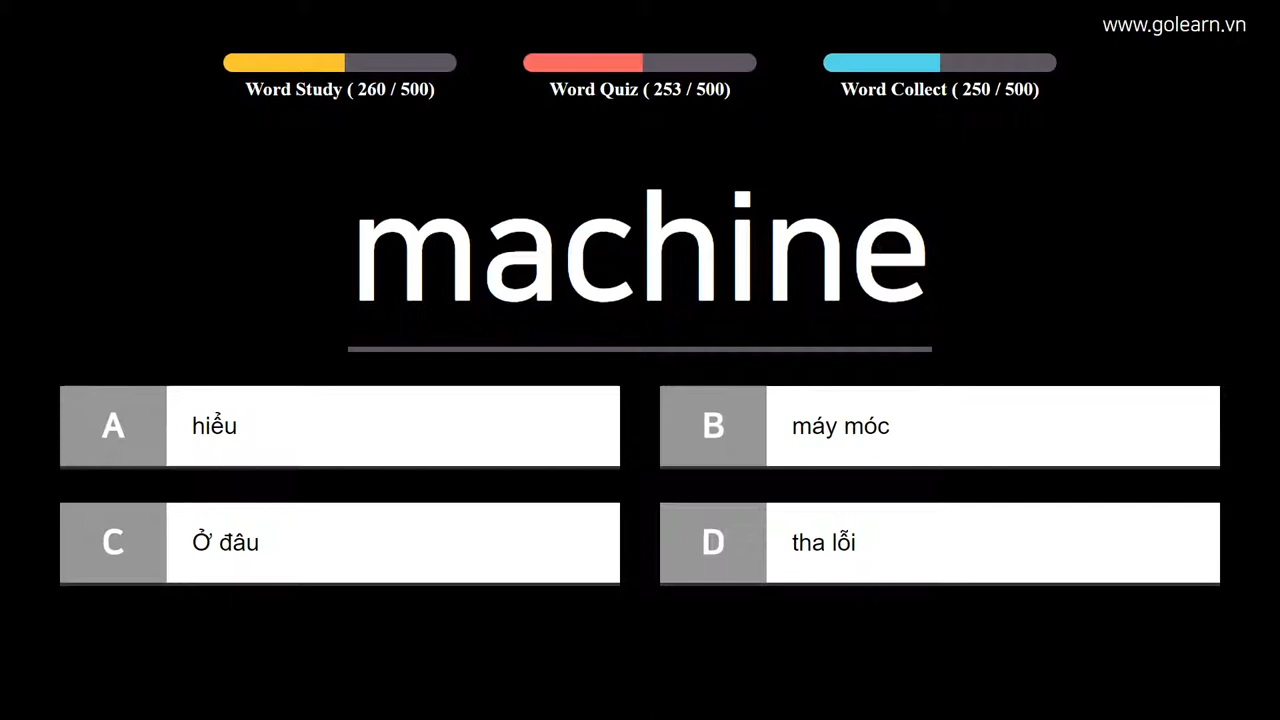 www.golearn.vn
Word Study ( 260 / 500)
Word Quiz ( 253 / 500)
Word Collect ( 250 / 500)
machine
A hiểu
B máy móc
C Ở đâu
D tha lỗi